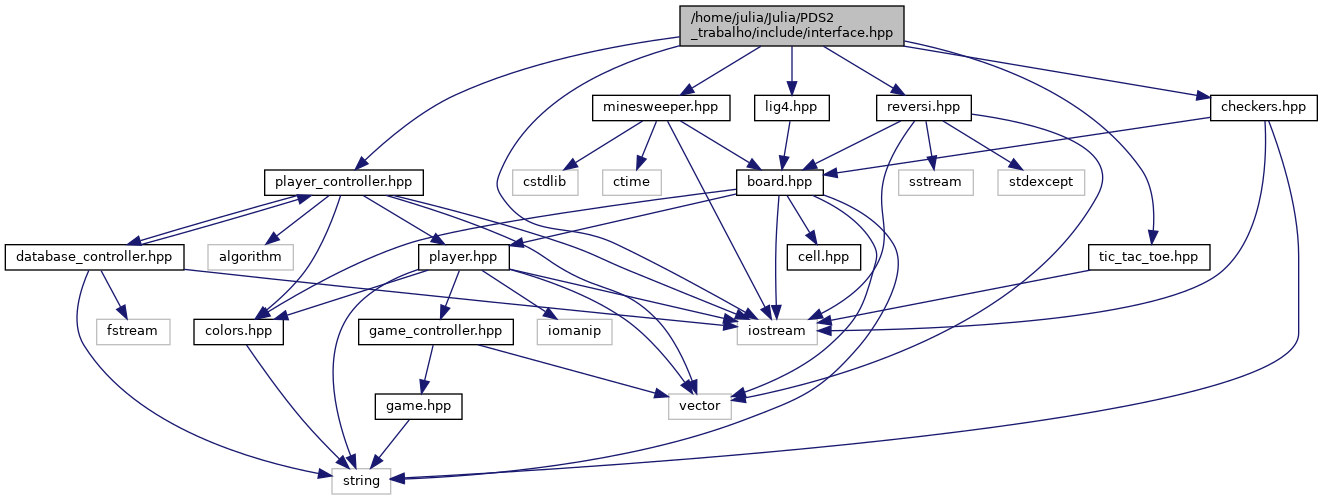 /home/julia/Julia/PDS2
_trabalho/include/interface.hpp
minesweeper.hpp
lig4.hpp
reversi.hpp
checkers.hpp
player_controller.hpp
cstdlib
ctime
board.hpp
sstream
stdexcept
database_controller.hpp
algorithm
player.hpp
cell.hpp
tic_tac_toe.hpp
fstream
colors.hpp
game_controller.hpp
iomanip
iostream
game.hpp
vector
string